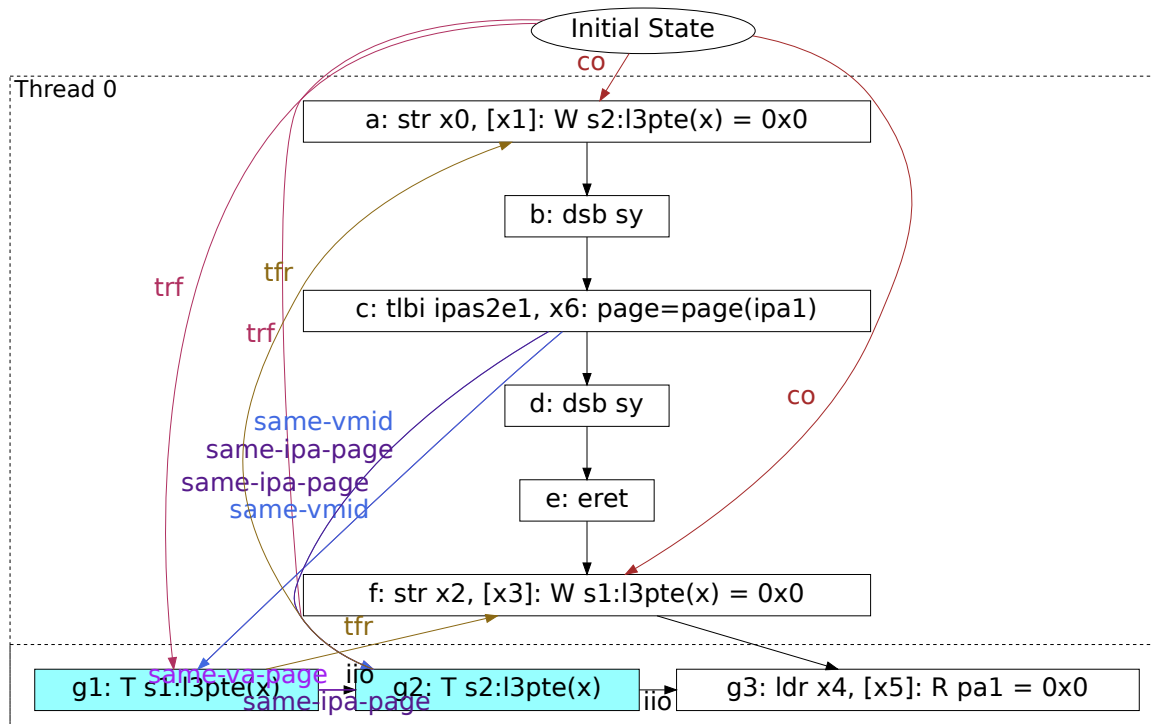 Initial State
co
Thread 0
a: str x0, [x1]: W s2:l3pte(x) = 0x0
b: dsb sy
tfr
trf
c: tlbi ipas2e1, x6: page=page(ipa1)
trf
co
d: dsb sy
same-vmid
same-ipa-page
same-ipa-page
e: eret
same-vmid
f: str x2, [x3]: W s1:l3pte(x) = 0x0
tfr
same-va-page
iio
g1: T s1:l3pte(x)
g2: T s2:l3pte(x)
g3: ldr x4, [x5]: R pa1 = 0x0
same-ipa-page
iio